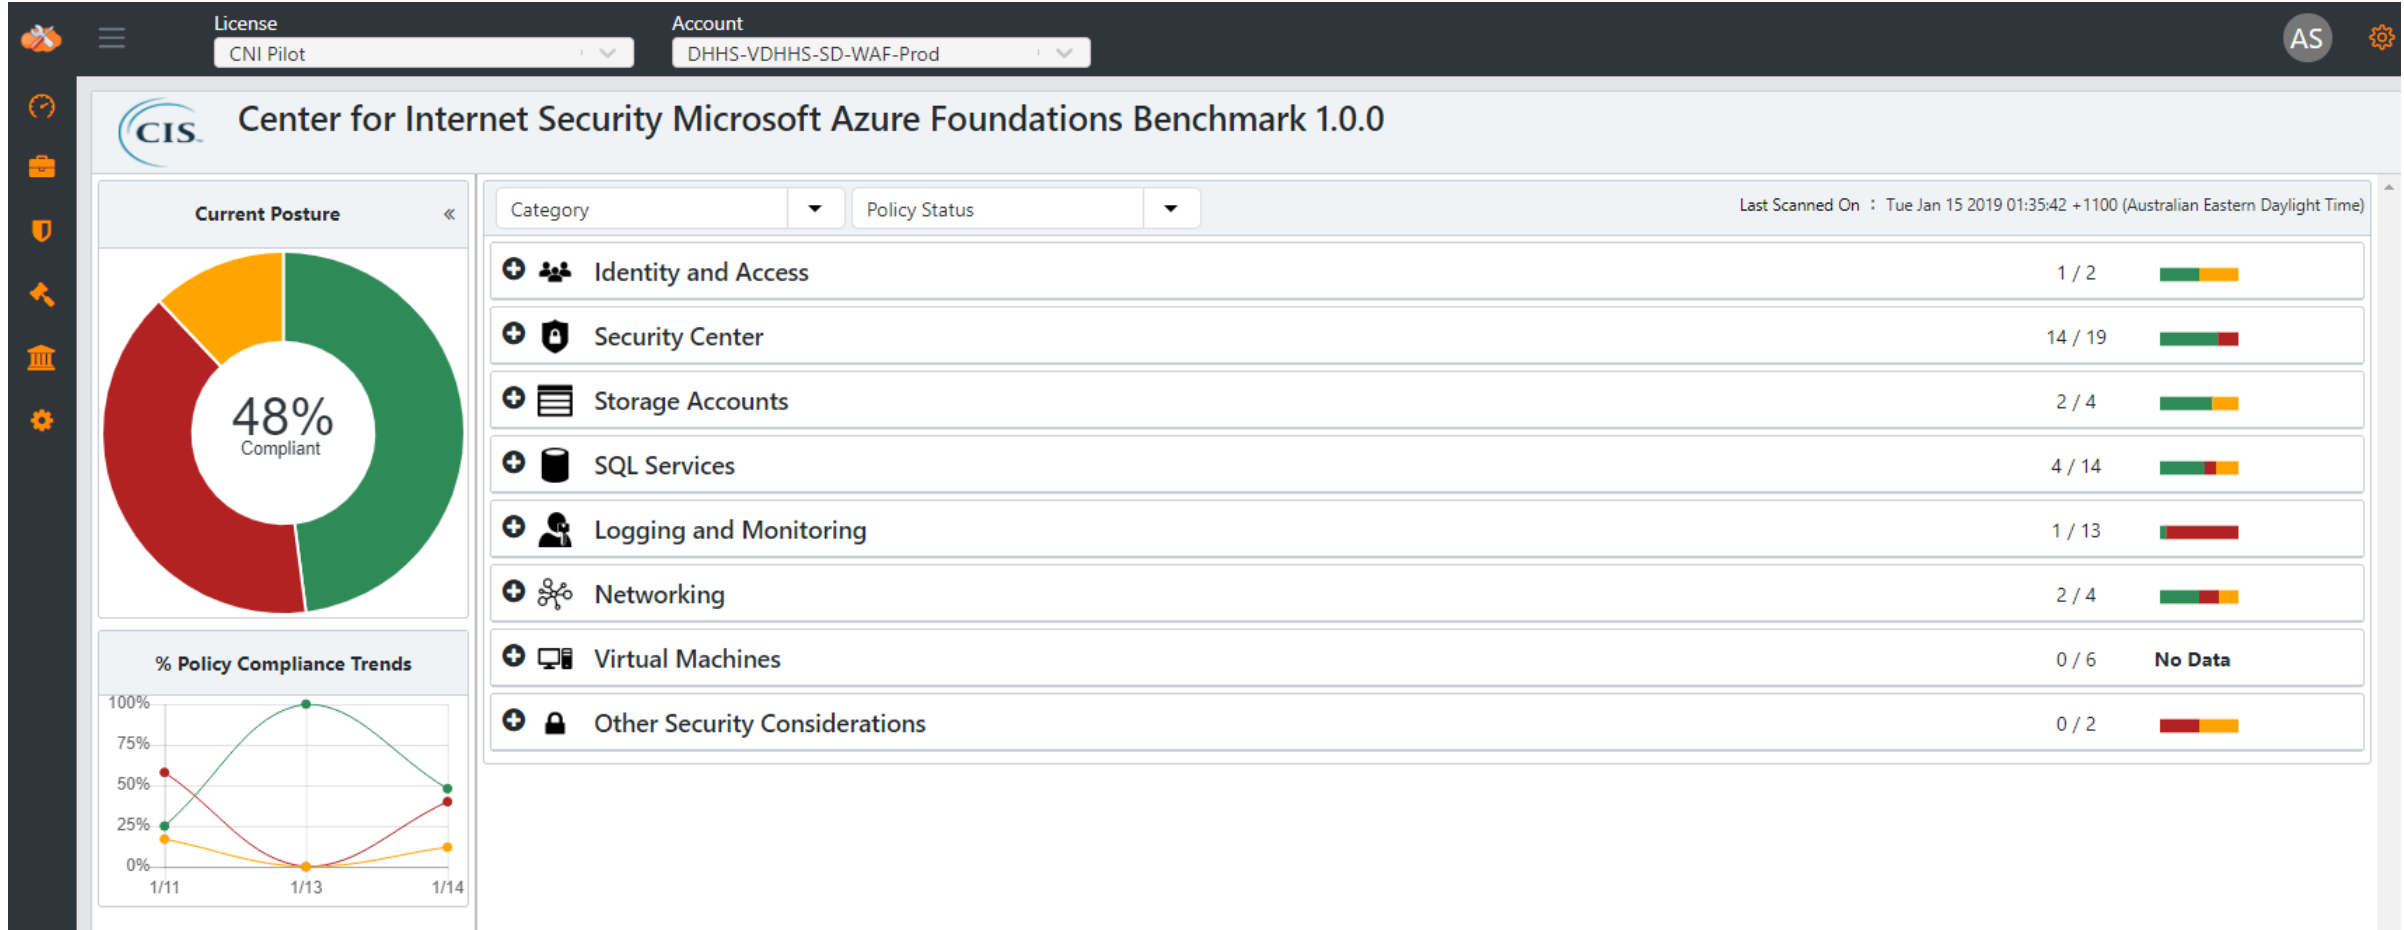 License
Account
CNI Pilot
DHHS-VDHHS-SD-WAF-Prod
AS
CIS.
Center for Internet Security Microsoft Azure Foundations Benchmark 1.0.0
Current Posture «
Category
Policy Status
Last Scanned On : Tue Jan 15 2019 01:35:42 +1100 (Australian Eastern Daylight Time)
48%
Compliant
Identity and Access 1 / 2
Security Center 14 / 19
Storage Accounts 2 / 4
SQL Services 4 / 14
Logging and Monitoring 1 / 13
Networking 2 / 4
Virtual Machines 0 / 6 No Data
Other Security Considerations 0 / 2
% Policy Compliance Trends
100%
75%
50%
25%
0%
1/11 1/13 1/14